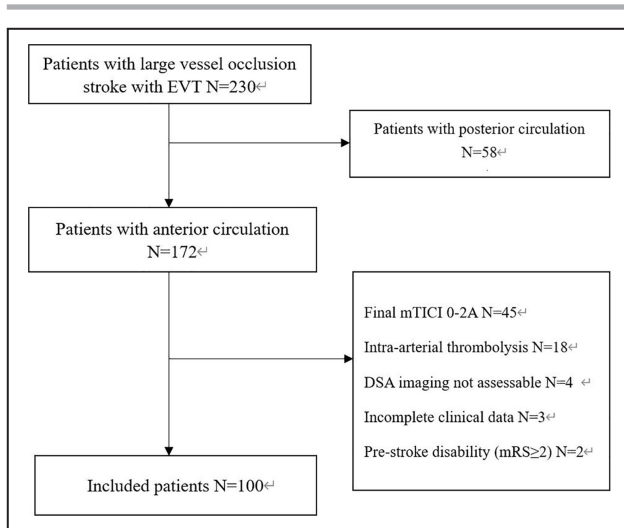 Patients with large vessel occlusion
stroke with EVT N=230↵
Patients with posterior circulation
N=58↵
Patients with anterior circulation
N=172↵
Final mTICI 0-2A N=45↵
Intra-arterial thrombolysis N=18↵
DSA imaging not assessable N=4 ↵
Incomplete clinical data N=3↵
Pre-stroke disability (mRS≥2) N=2↵
Included patients N=100↵